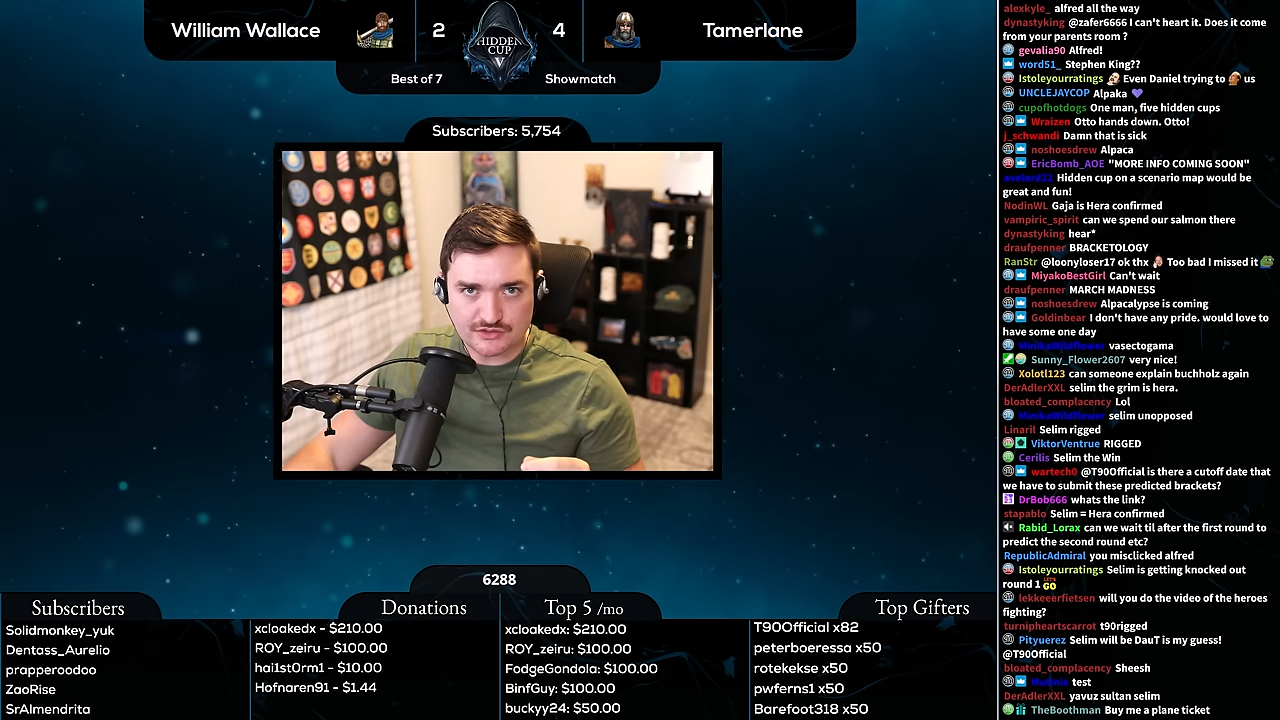 William Wallace
2
HIDDEN
CUP
V
4
Tamerlane
Best of 7
Showmatch
Subscribers: 5,754
6288
Subscribers
Solidmonkey_yuk
Dentass_Aurelio
prapperoodoo
ZaoRise
SrAlmendrita
Donations
xcloakedx - $210.00
ROY_zeiru - $100.00
hai1st0rm1 - $10.00
Hofnaren91 - $1.44
Top 5 /mo
xcloakedx: $210.00
ROY_zeiru: $100.00
FodgeGondola: $100.00
BinfGuy: $100.00
buckyy24: $50.00
Top Gifters
T90Official x82
peterboeressa x50
rotekekse x50
pwferns1 x50
Barefoot318 x50
alexkyle_ alfred all the way
dynastyking @zafer6666 I can't heart it. Does it come
from your parents room ?
gevalia90 Alfred!
word51_ Stephen King??
Istoleyourratings Even Daniel trying to us
UNCLEJAYCOP Alpaka
cupofhotdogs One man, five hidden cups
Wraizen Otto hands down. Otto!
j_schwandi Damn that is sick
noshoesdrew Alpaca
EricBomb_AOE "MORE INFO COMING SOON"
Hidden cup on a scenario map would be
great and fun!
NodinWL Gaja is Hera confirmed
vampiric_spirit can we spend our salmon there
dynastyking hear*
draufpenner BRACKETOLOGY
RanStr @loonyloser17 ok thx Too bad I missed it
MiyakoBestGirl Can't wait
draufpenner MARCH MADNESS
noshoesdrew Alpacalypse is coming
Goldinbear I don't have any pride. would love to
have some one day
MinikaWildflower vasectogama
Sunny_Flower2607 very nice!
Xolotl123 can someone explain buchholz again
DerAdlerXXL selim the grim is hera.
bloated_complacency Lol
MinikaWildflower selim unopposed
Linaril Selim rigged
ViktorVentrue RIGGED
Cerilis Selim the Win
wartech0 @T90Official is there a cutoff date that
we have to submit these predicted brackets?
DrBob666 whats the link?
stapablo Selim = Hera confirmed
Rabid_Lorax can we wait til after the first round to
predict the second round etc?
RepublicAdmiral you misclicked alfred
Istoleyourratings Selim is getting knocked out
round 1 LET'S GO
lekkeeerfietsen will you do the video of the heroes
fighting?
turnipheartscarrot t90rigged
Pityuerez Selim will be DauT is my guess!
@T90Official
bloated_complacency Sheesh
test
DerAdlerXXL yavuz sultan selim
TheBoothman Buy me a plane ticket